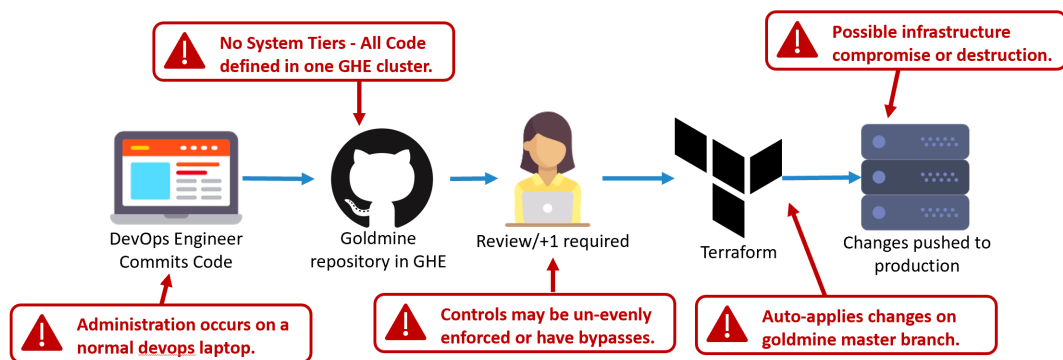 No System Tiers - All Code
defined in one GHE cluster.
Possible infrastructure
compromise or destruction.
DevOps Engineer
Commits Code
Goldmine
repository in GHE
Review/+1 required
Terraform
Changes pushed to
production
Administration occurs on a
normal devops laptop.
Controls may be un-evenly
enforced or have bypasses.
Auto-applies changes on
goldmine master branch.